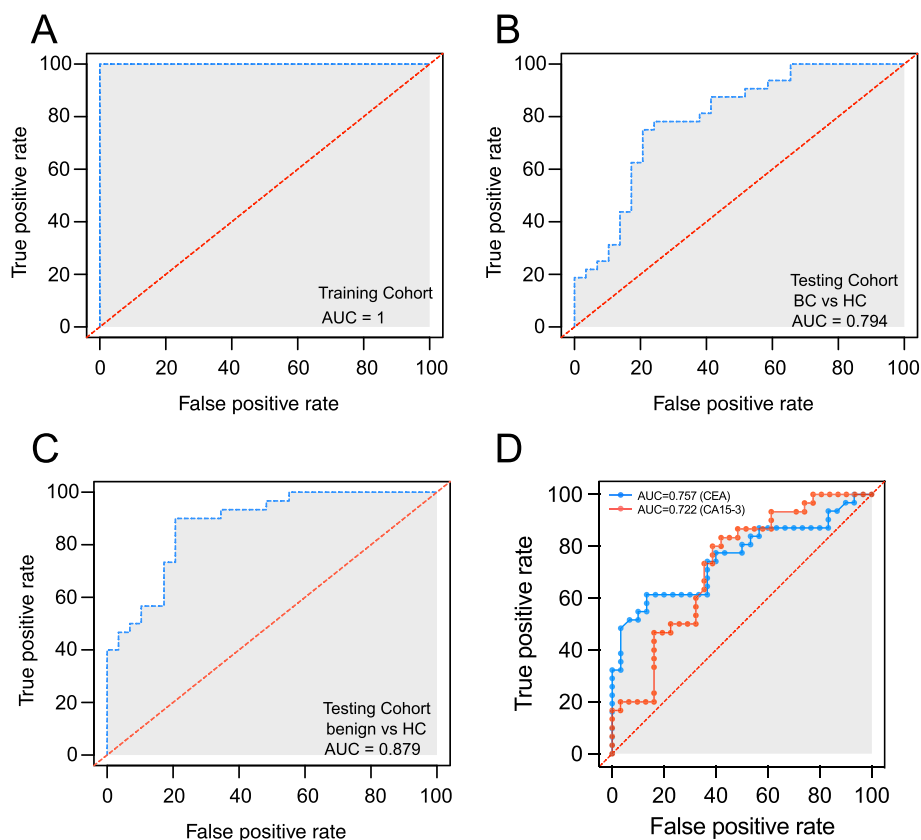 A
True positive rate
100
80
60
40
20
0
Training Cohort
AUC = 1
0 20 40 60 80 100
False positive rate
B
True positive rate
100
80
60
40
20
0
Testing Cohort
BC vs HC
AUC = 0.794
0 20 40 60 80 100
False positive rate
C
True positive rate
100
80
60
40
20
0
Testing Cohort
benign vs HC
AUC = 0.879
0 20 40 60 80 100
False positive rate
D
True positive rate
100
80
60
40
20
0
AUC=0.757 (CEA)
AUC=0.722 (CA15-3)
0 20 40 60 80 100
False positive rate